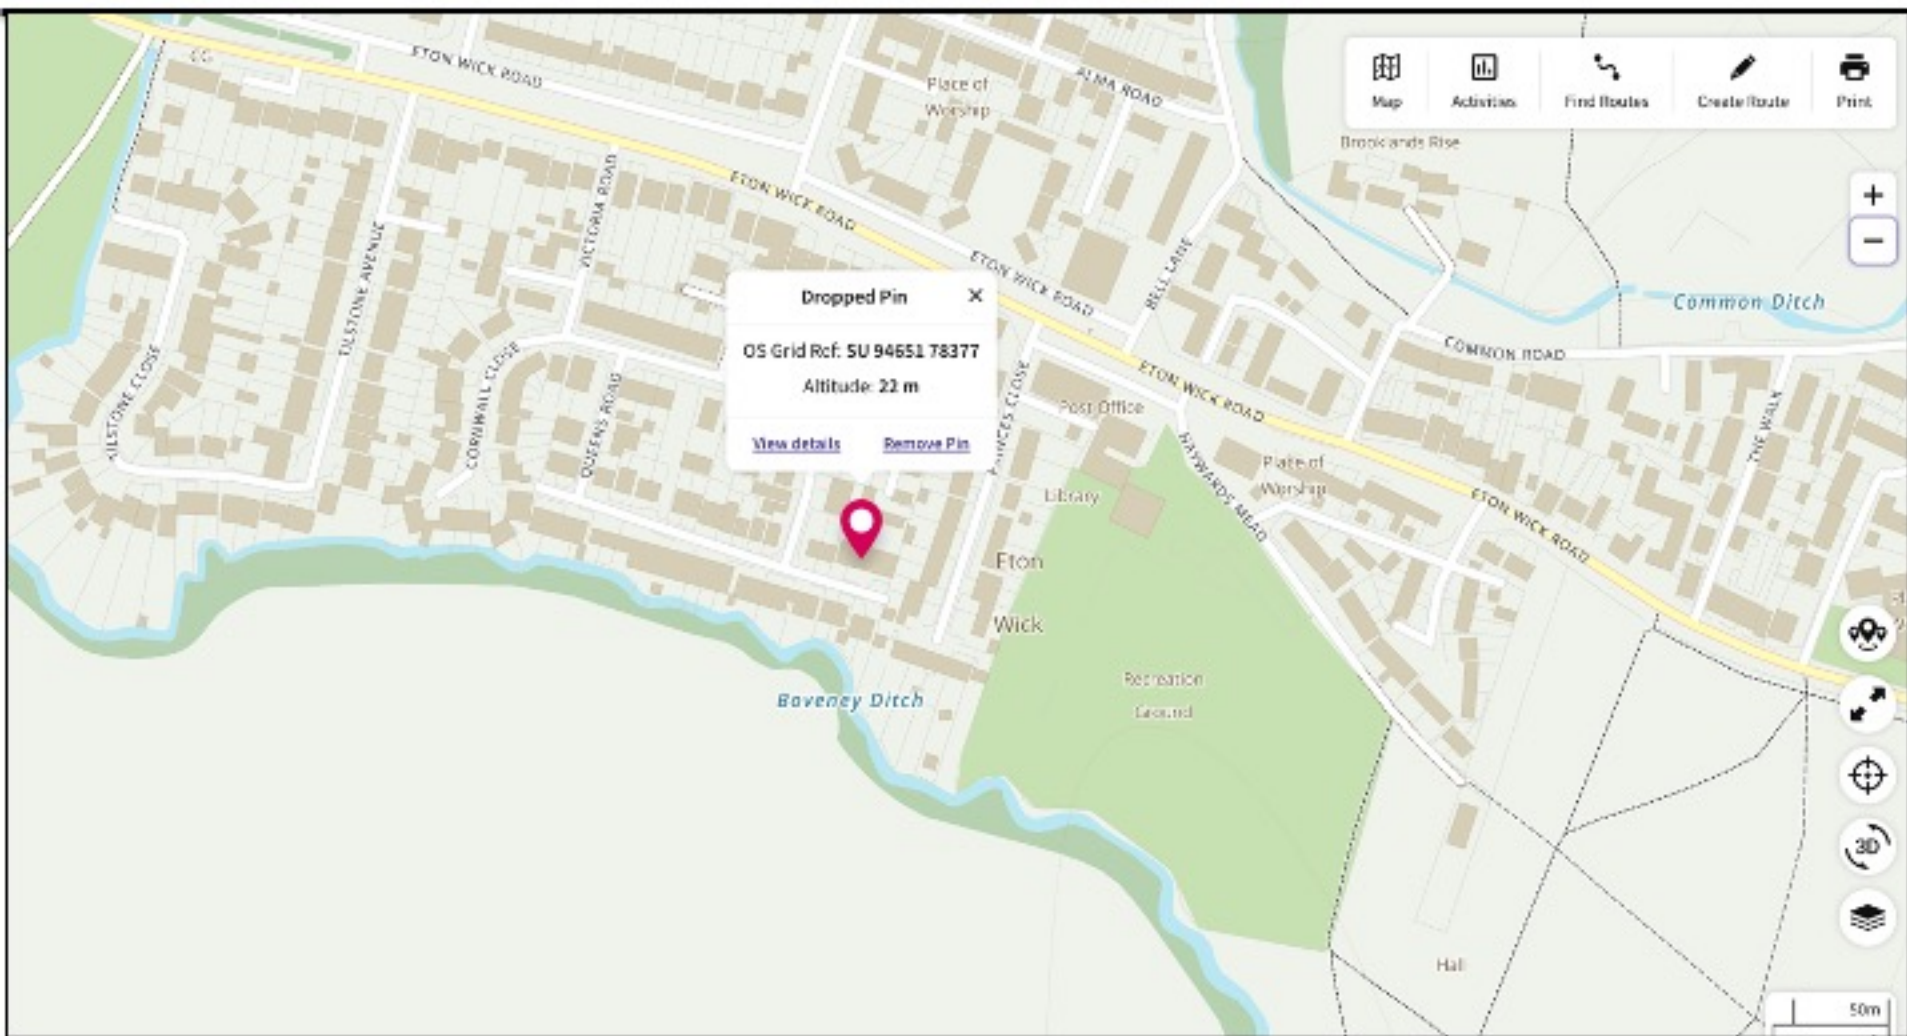 CG
ETON WICK ROAD
Place of
Worship
ALMA ROAD
Map
Activities
Find Routes
Create Route
Print
Brooklands Rise
+
−
ETON WICK ROAD
VICTORIA ROAD
TILSTONE AVENUE
ETON WICK ROAD
BELL LANE
Common Ditch
COMMON ROAD
Dropped Pin
OS Grid Ref: SU 94651 78377
Altitude: 22 m
View details
Remove Pin
TILSTONE CLOSE
CORNWALL CLOSE
QUEENS ROAD
PRINCES CLOSE
Post Office
ETON WICK ROAD
THE WALK
HAYWARDS MEAD
Place of
Worship
Library
ETON WICK ROAD
Eton
Wick
Recreation
Ground
Boveney Ditch
3D
Hall
50m